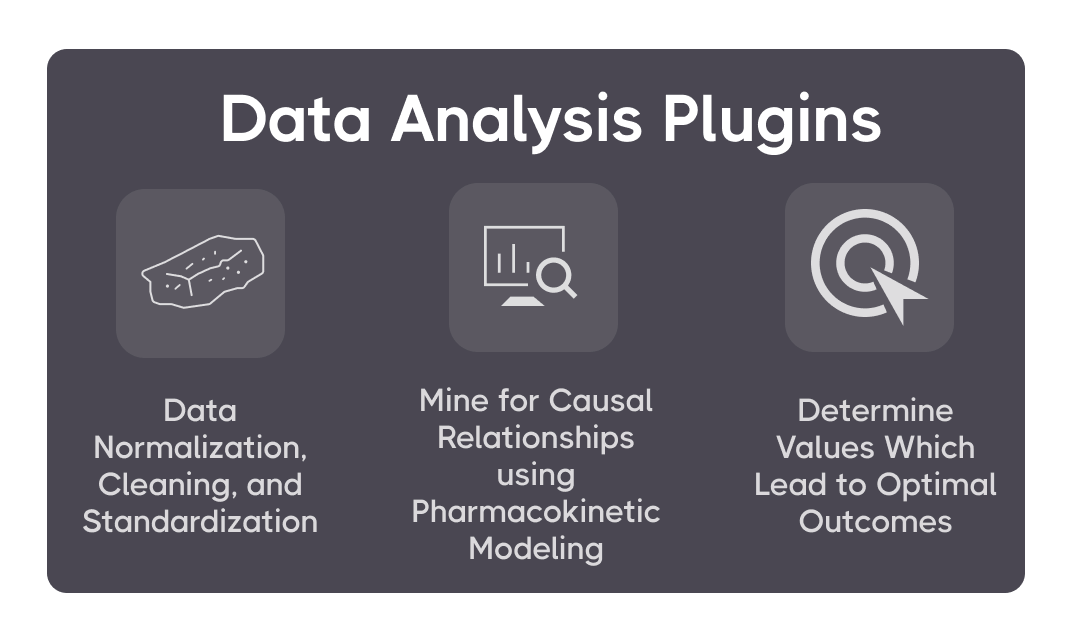 Data Analysis Plugins
Data
Normalization,
Cleaning, and
Standardization
Mine for Causal
Relationships
using
Pharmacokinetic
Modeling
Determine
Values Which
Lead to Optimal
Outcomes